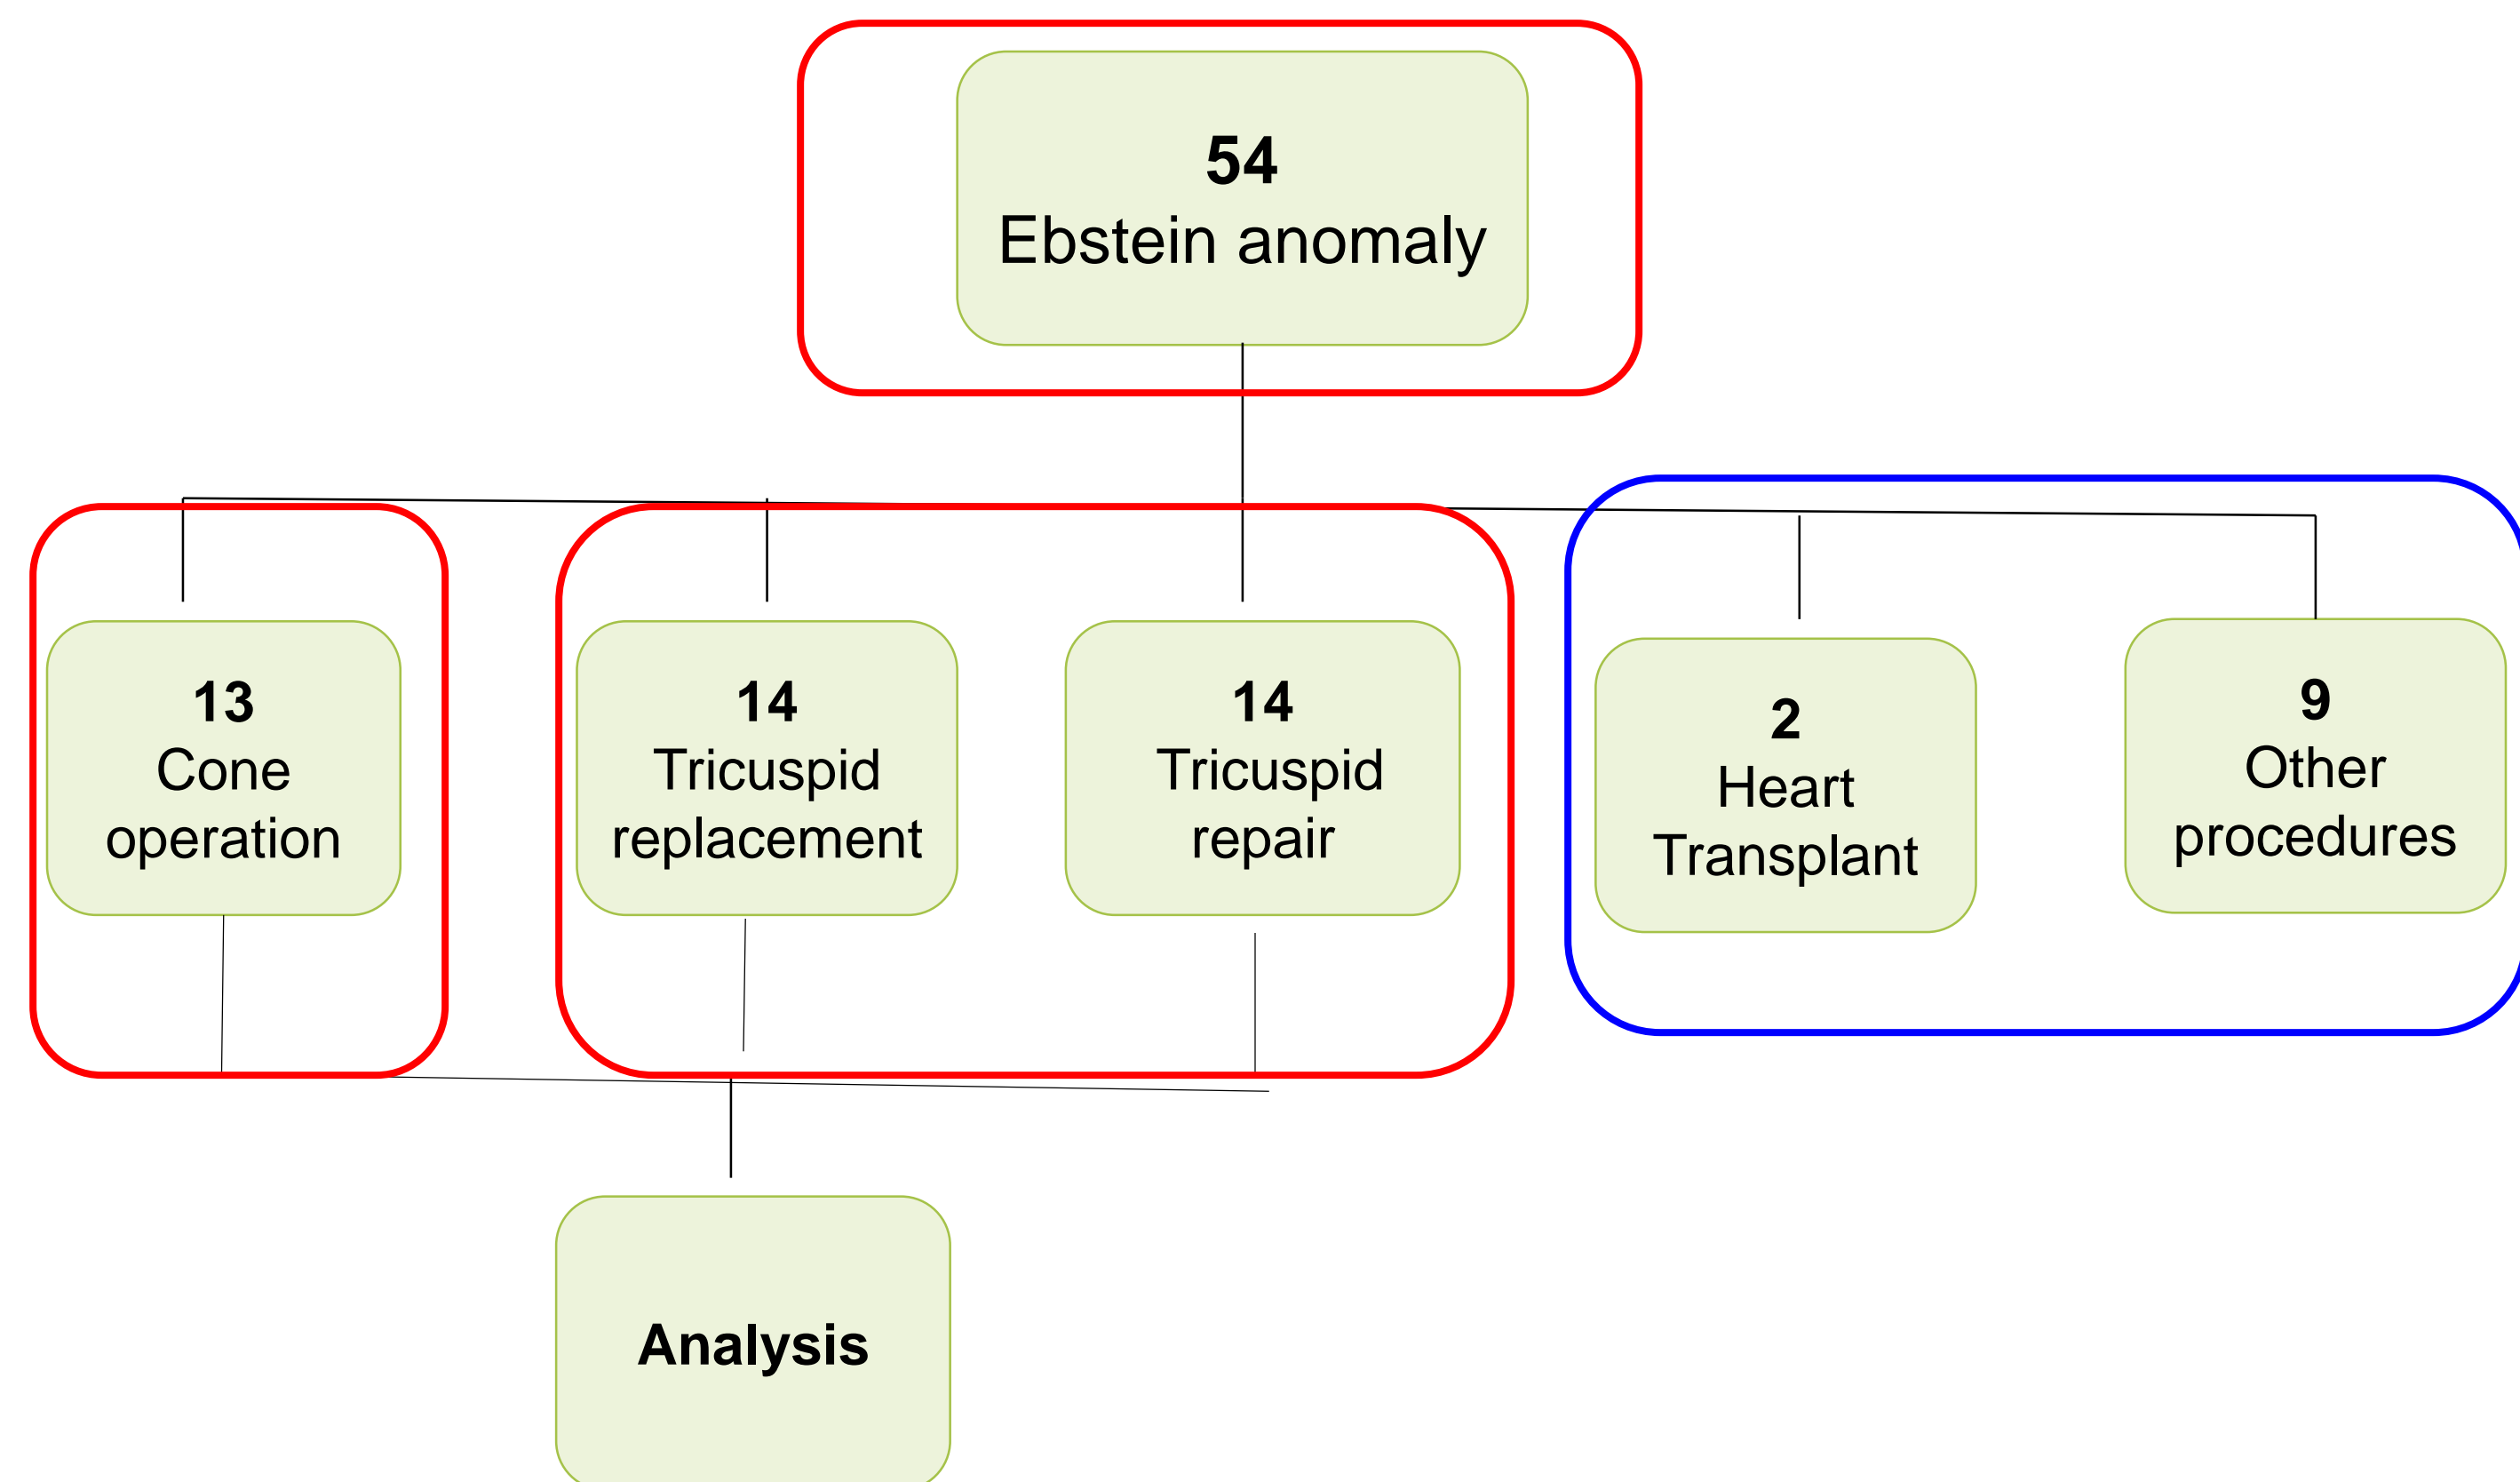 54
Ebstein anomaly
13
Cone
operation
14
Tricuspid
replacement
14
Tricuspid
repair
2
Heart
Transplant
9
Other
procedures
Analysis